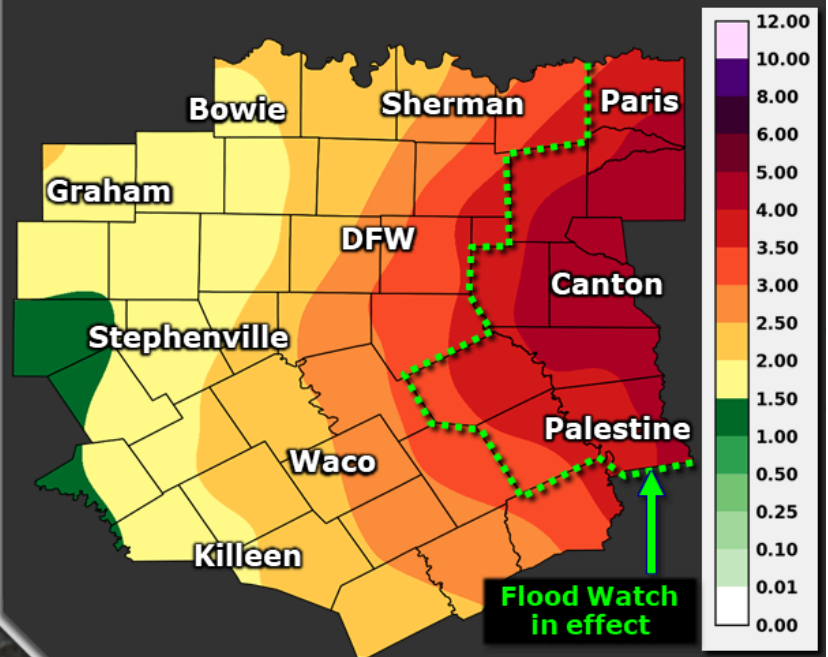 Bowie
Sherman
Paris
Graham
DFW
Canton
Stephenville
Palestine
Waco
Killeen
Flood Watch
in effect
12.00
10.00
8.00
6.00
5.00
4.00
3.50
3.00
2.50
2.00
1.50
1.00
0.50
0.25
0.10
0.01
0.00